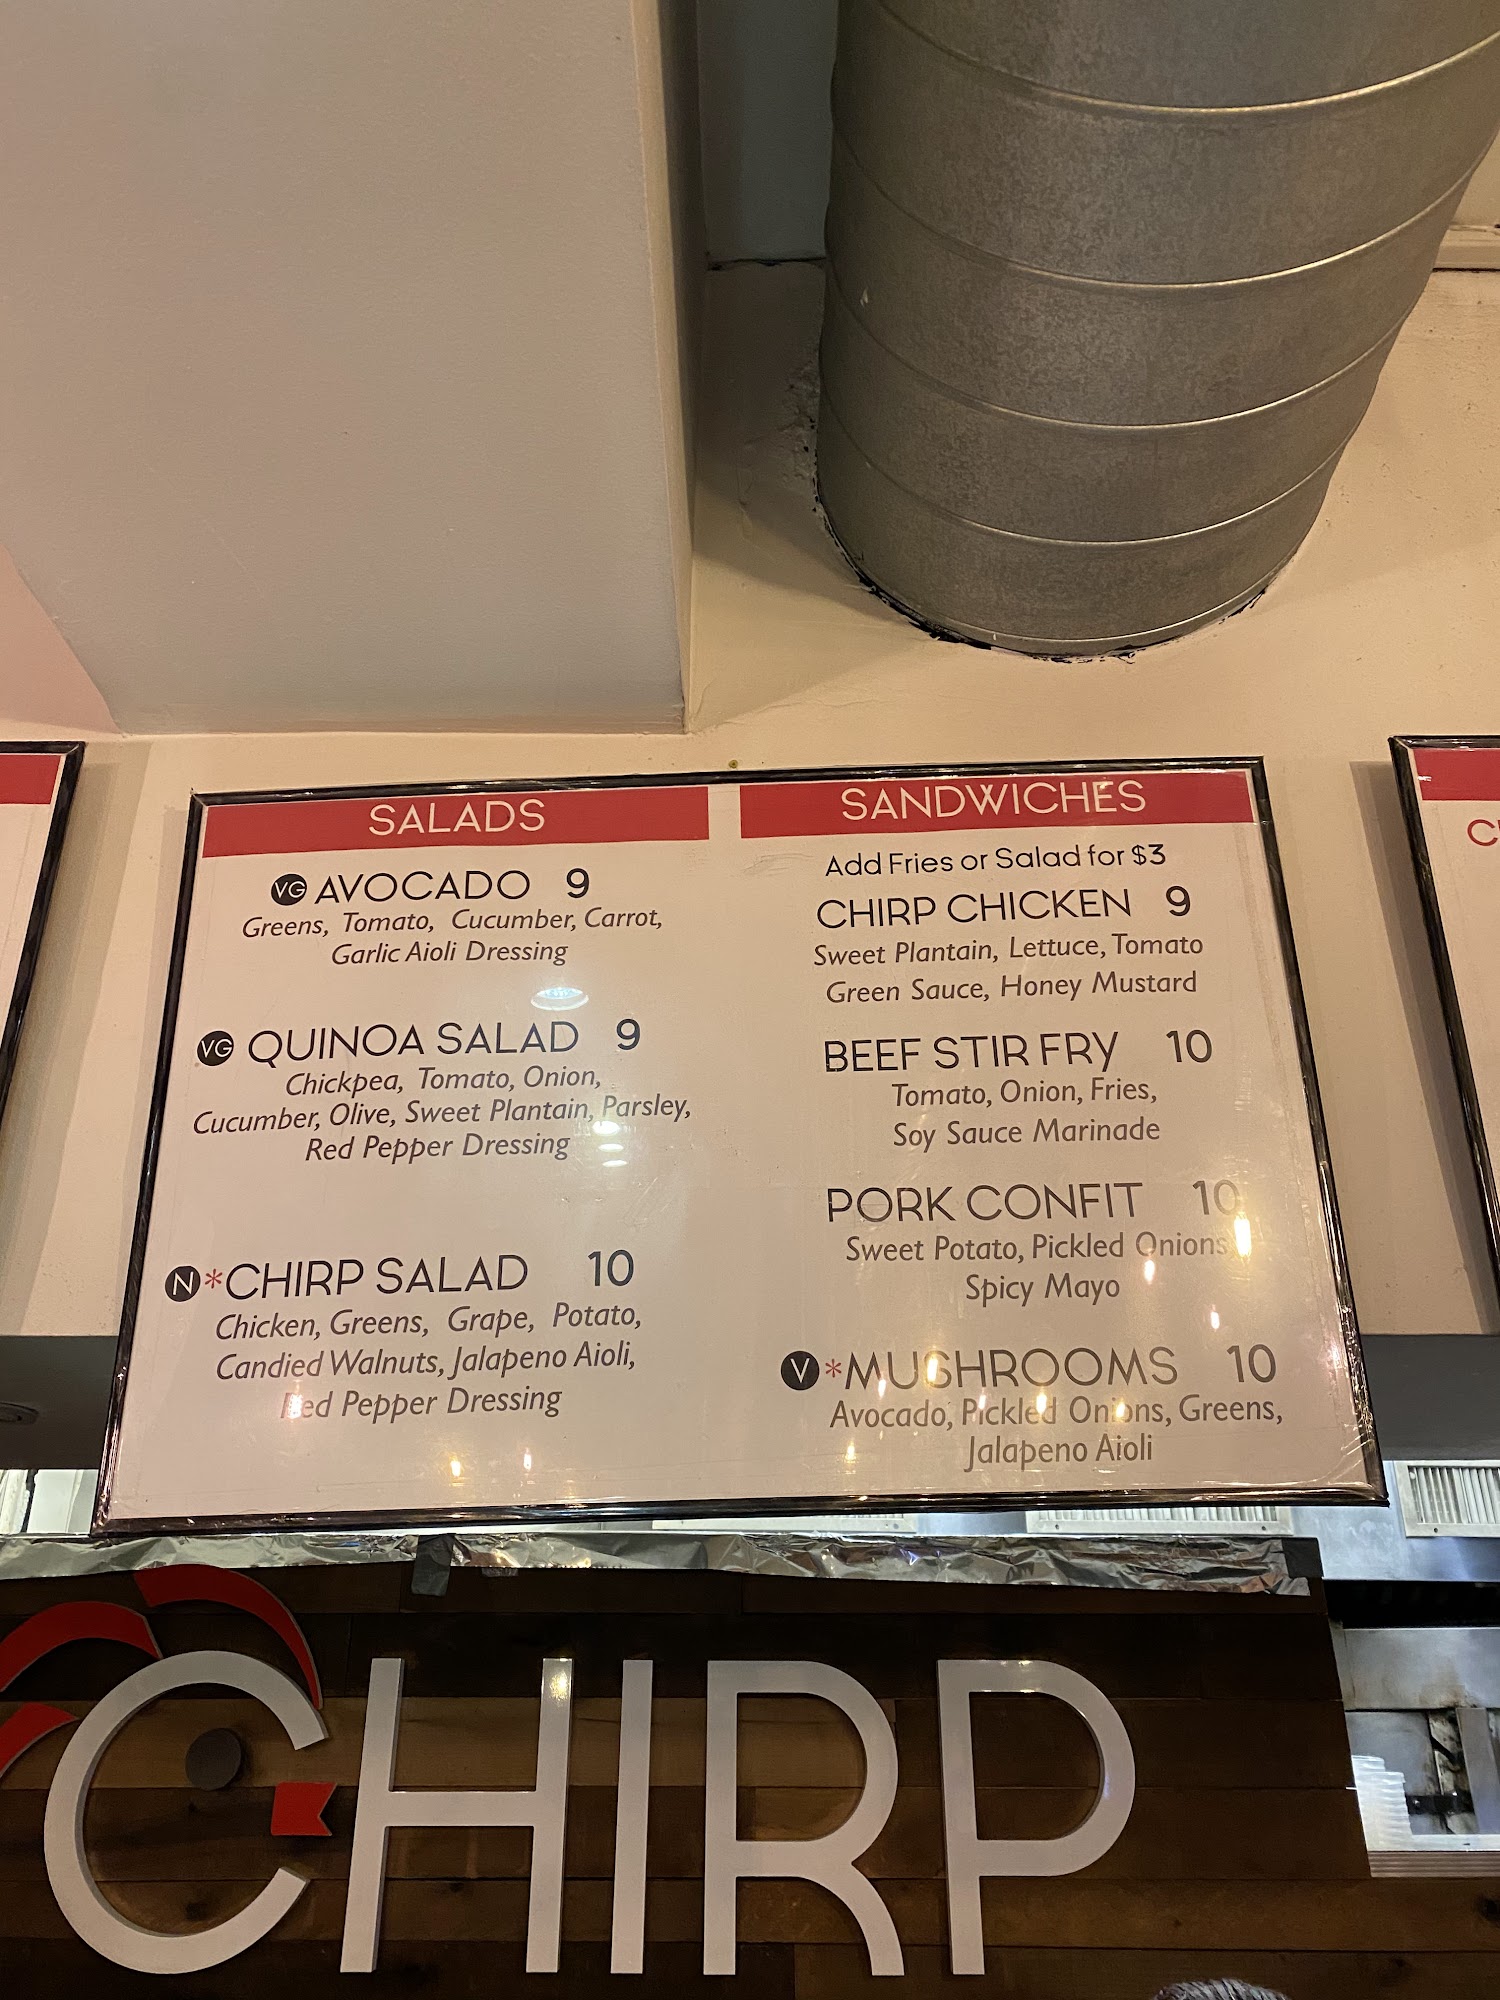 SALADS
VG AVOCADO 9
Greens, Tomato, Cucumber, Carrot,
Garlic Aioli Dressing
VG QUINOA SALAD 9
Chickpea, Tomato, Onion,
Cucumber, Olive, Sweet Plantain, Parsley,
Red Pepper Dressing
N *CHIRP SALAD 10
Chicken, Greens, Grape, Potato,
Candied Walnuts, Jalapeno Aioli,
Red Pepper Dressing
SANDWICHES
Add Fries or Salad for $3
CHIRP CHICKEN 9
Sweet Plantain, Lettuce, Tomato
Green Sauce, Honey Mustard
BEEF STIR FRY 10
Tomato, Onion, Fries,
Soy Sauce Marinade
PORK CONFIT 10
Sweet Potato, Pickled Onions
Spicy Mayo
V *MUSHROOMS 10
Avocado, Pickled Onions, Greens,
Jalapeno Aioli
CHIRP